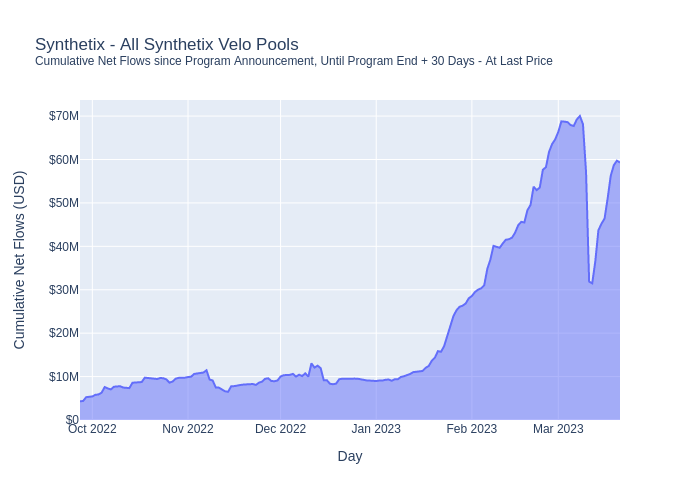 Synthetix - All Synthetix Velo Pools
Cumulative Net Flows since Program Announcement, Until Program End + 30 Days - At Last Price
Cumulative Net Flows (USD)
$70M
$60M
$50M
$40M
$30M
$20M
$10M
$0
Oct 2022
Nov 2022
Dec 2022
Jan 2023
Feb 2023
Mar 2023
Day